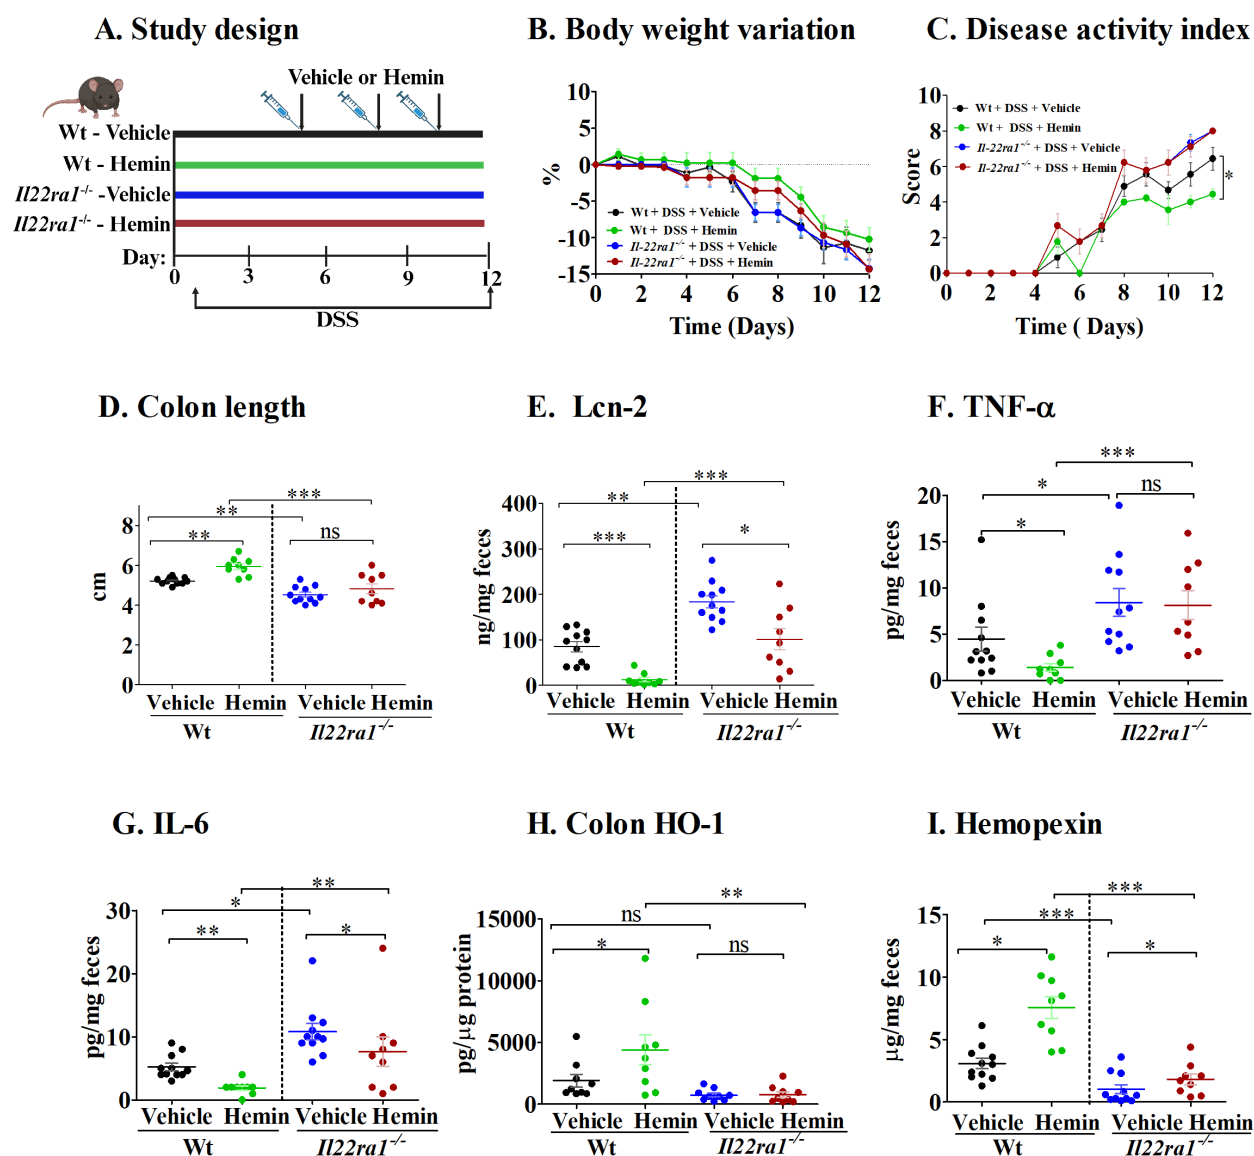 A. Study design
Vehicle or Hemin
Wt - Vehicle
Wt - Hemin
Il22ra1-/- -Vehicle
Il22ra1-/- - Hemin
Day:
0 3 6 9 12
DSS
B. Body weight variation
%
10
5
0
-5
-10
-15
Wt + DSS + Vehicle
Wt + DSS + Hemin
Il-22ra1-/- + DSS + Vehicle
Il-22ra1-/- + DSS + Hemin
0 2 4 6 8 10 12
Time (Days)
C. Disease activity index
Score
10
8
6
4
2
0
Wt + DSS + Vehicle
Wt + DSS + Hemin
Il-22ra1-/- + DSS + Vehicle
Il-22ra1-/- + DSS + Hemin
*
0 2 4 6 8 10 12
Time ( Days)
D. Colon length
cm
***
**
** ns
8
6
4
2
0
Vehicle Hemin Vehicle Hemin
Wt Il22ra1-/-
E. Lcn-2
ng/mg feces
***
**
*** *
400
300
200
100
0
Vehicle Hemin Vehicle Hemin
Wt Il22ra1-/-
F. TNF-α
pg/mg feces
***
* ns
*
20
15
10
5
0
Vehicle Hemin Vehicle Hemin
Wt Il22ra1-/-
G. IL-6
pg/mg feces
**
*
** *
30
20
10
0
Vehicle Hemin Vehicle Hemin
Wt Il22ra1-/-
H. Colon HO-1
pg/μg protein
**
ns
* ns
15000
10000
5000
0
Vehicle Hemin Vehicle Hemin
Wt Il22ra1-/-
I. Hemopexin
μg/mg feces
***
***
* *
15
10
5
0
Vehicle Hemin Vehicle Hemin
Wt Il22ra1-/-